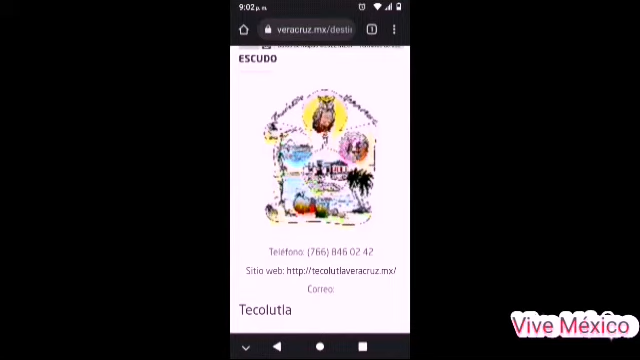 9:02 p. m.
veracruz.mx/desti
1
ESCUDO
Teléfono: (766) 846 02 42
Sitio web: http://tecolutlaveracruz.mx/
Correo:
Tecolutla
Vive México